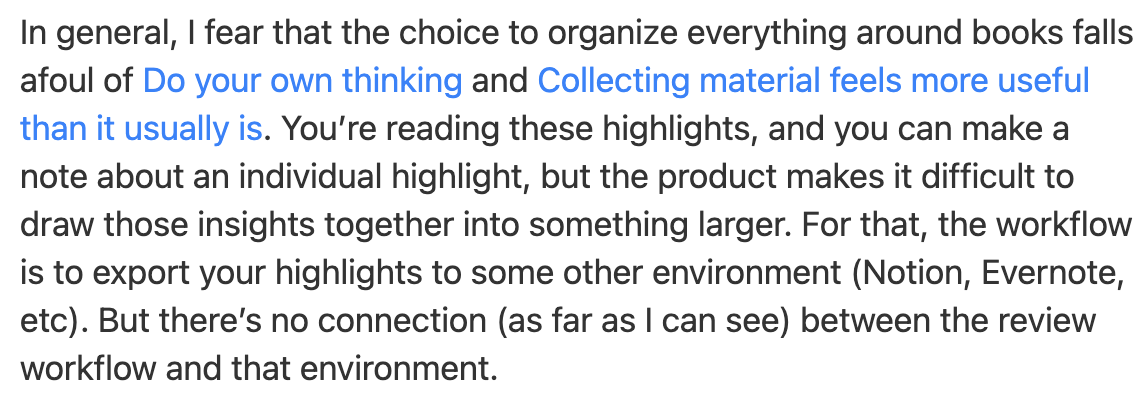 In general, I fear that the choice to organize everything around books falls
afoul of Do your own thinking and Collecting material feels more useful
than it usually is. You’re reading these highlights, and you can make a
note about an individual highlight, but the product makes it difficult to
draw those insights together into something larger. For that, the workflow
is to export your highlights to some other environment (Notion, Evernote,
etc). But there’s no connection (as far as I can see) between the review
workflow and that environment.